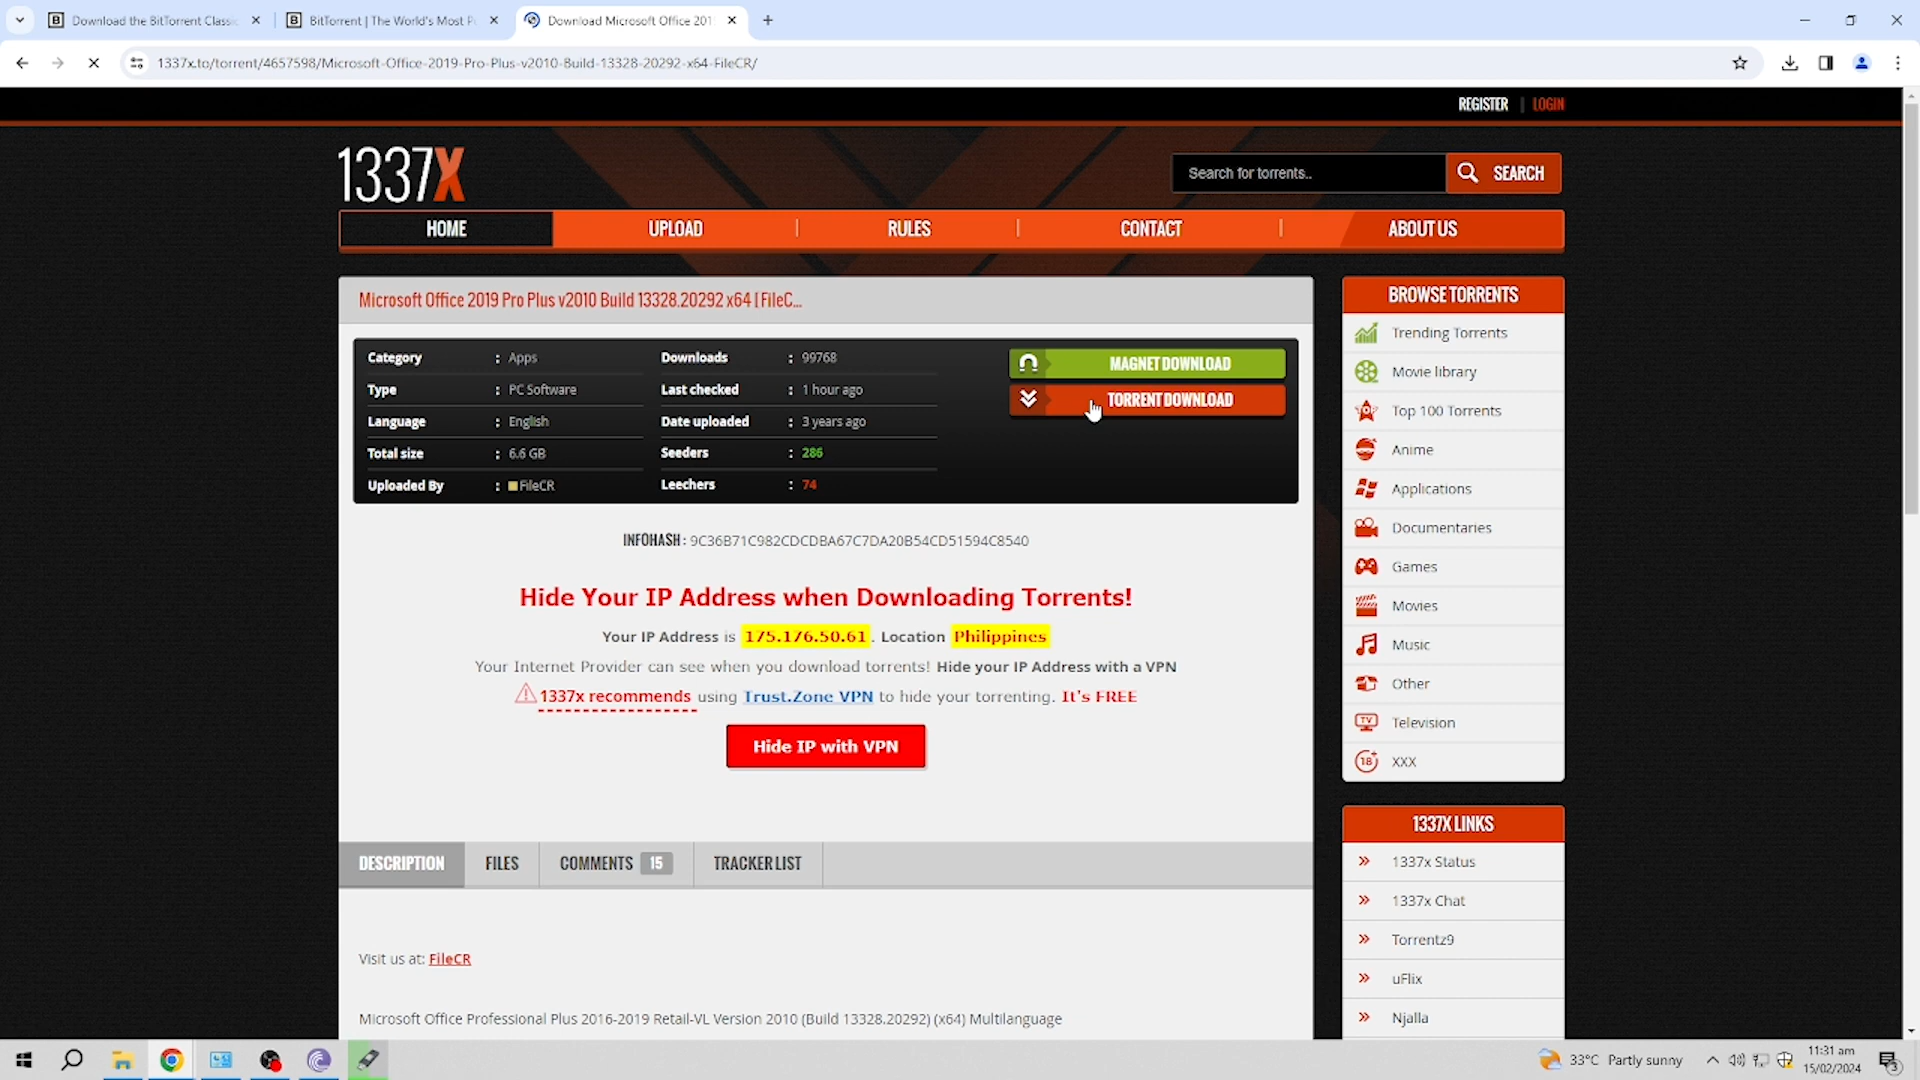 Download the BitTorrent Classic
BitTorrent | The World's Most P
Download Microsoft Office 201
1337x.to/torrent/4657598/Microsoft-Office-2019-Pro-Plus-v2010-Build-13328-20292-x64-FileCR/
REGISTER | LOGIN
1337X
Search for torrents..
SEARCH
HOME
UPLOAD
RULES
CONTACT
ABOUT US
Microsoft Office 2019 Pro Plus v2010 Build 13328.20292 x64 [FileC...
Category : Apps
Type : PC Software
Language : English
Total size : 6.6 GB
Uploaded By : FileCR
Downloads : 99768
Last checked : 1 hour ago
Date uploaded : 3 years ago
Seeders : 286
Leechers : 74
MAGNET DOWNLOAD
TORRENT DOWNLOAD
INFOHASH : 9C36B71C982CDCDBA67C7DA20B54CD51594C8540
Hide Your IP Address when Downloading Torrents!
Your IP Address is 175.176.50.61. Location Philippines
Your Internet Provider can see when you download torrents! Hide your IP Address with a VPN
1337x recommends using Trust.Zone VPN to hide your torrenting. It's FREE
Hide IP with VPN
DESCRIPTION
FILES
COMMENTS 15
TRACKER LIST
Visit us at: FileCR
Microsoft Office Professional Plus 2016-2019 Retail-VL Version 2010 (Build 13328.20292) (x64) Multilanguage
BROWSE TORRENTS
Trending Torrents
Movie library
Top 100 Torrents
Anime
Applications
Documentaries
Games
Movies
Music
Other
TV
Television
18+
XXX
1337X LINKS
1337x Status
1337x Chat
Torrentz9
uFlix
Njalla
33°C Partly sunny
11:31 am
15/02/2024
3